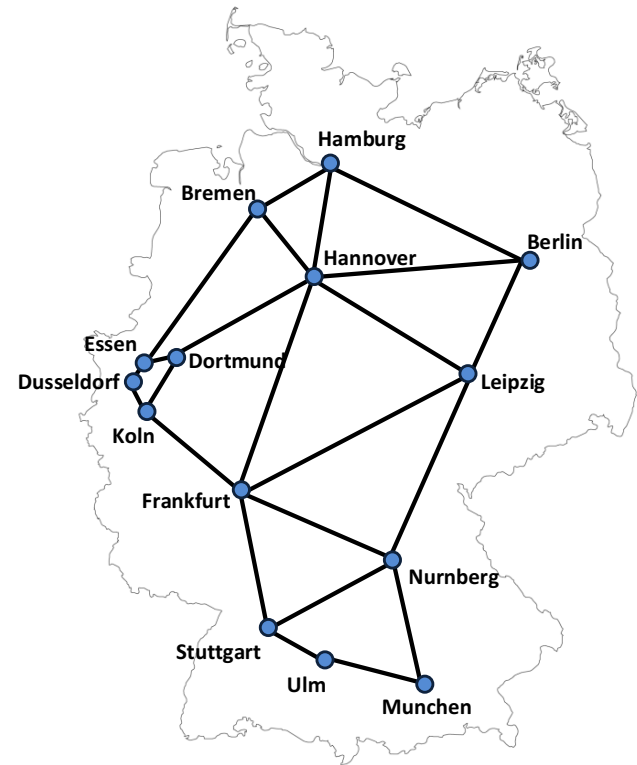 Hamburg
Bremen
Berlin
Hannover
Essen
Dortmund
Dusseldorf
Leipzig
Koln
Frankfurt
Nurnberg
Stuttgart
Ulm
Munchen